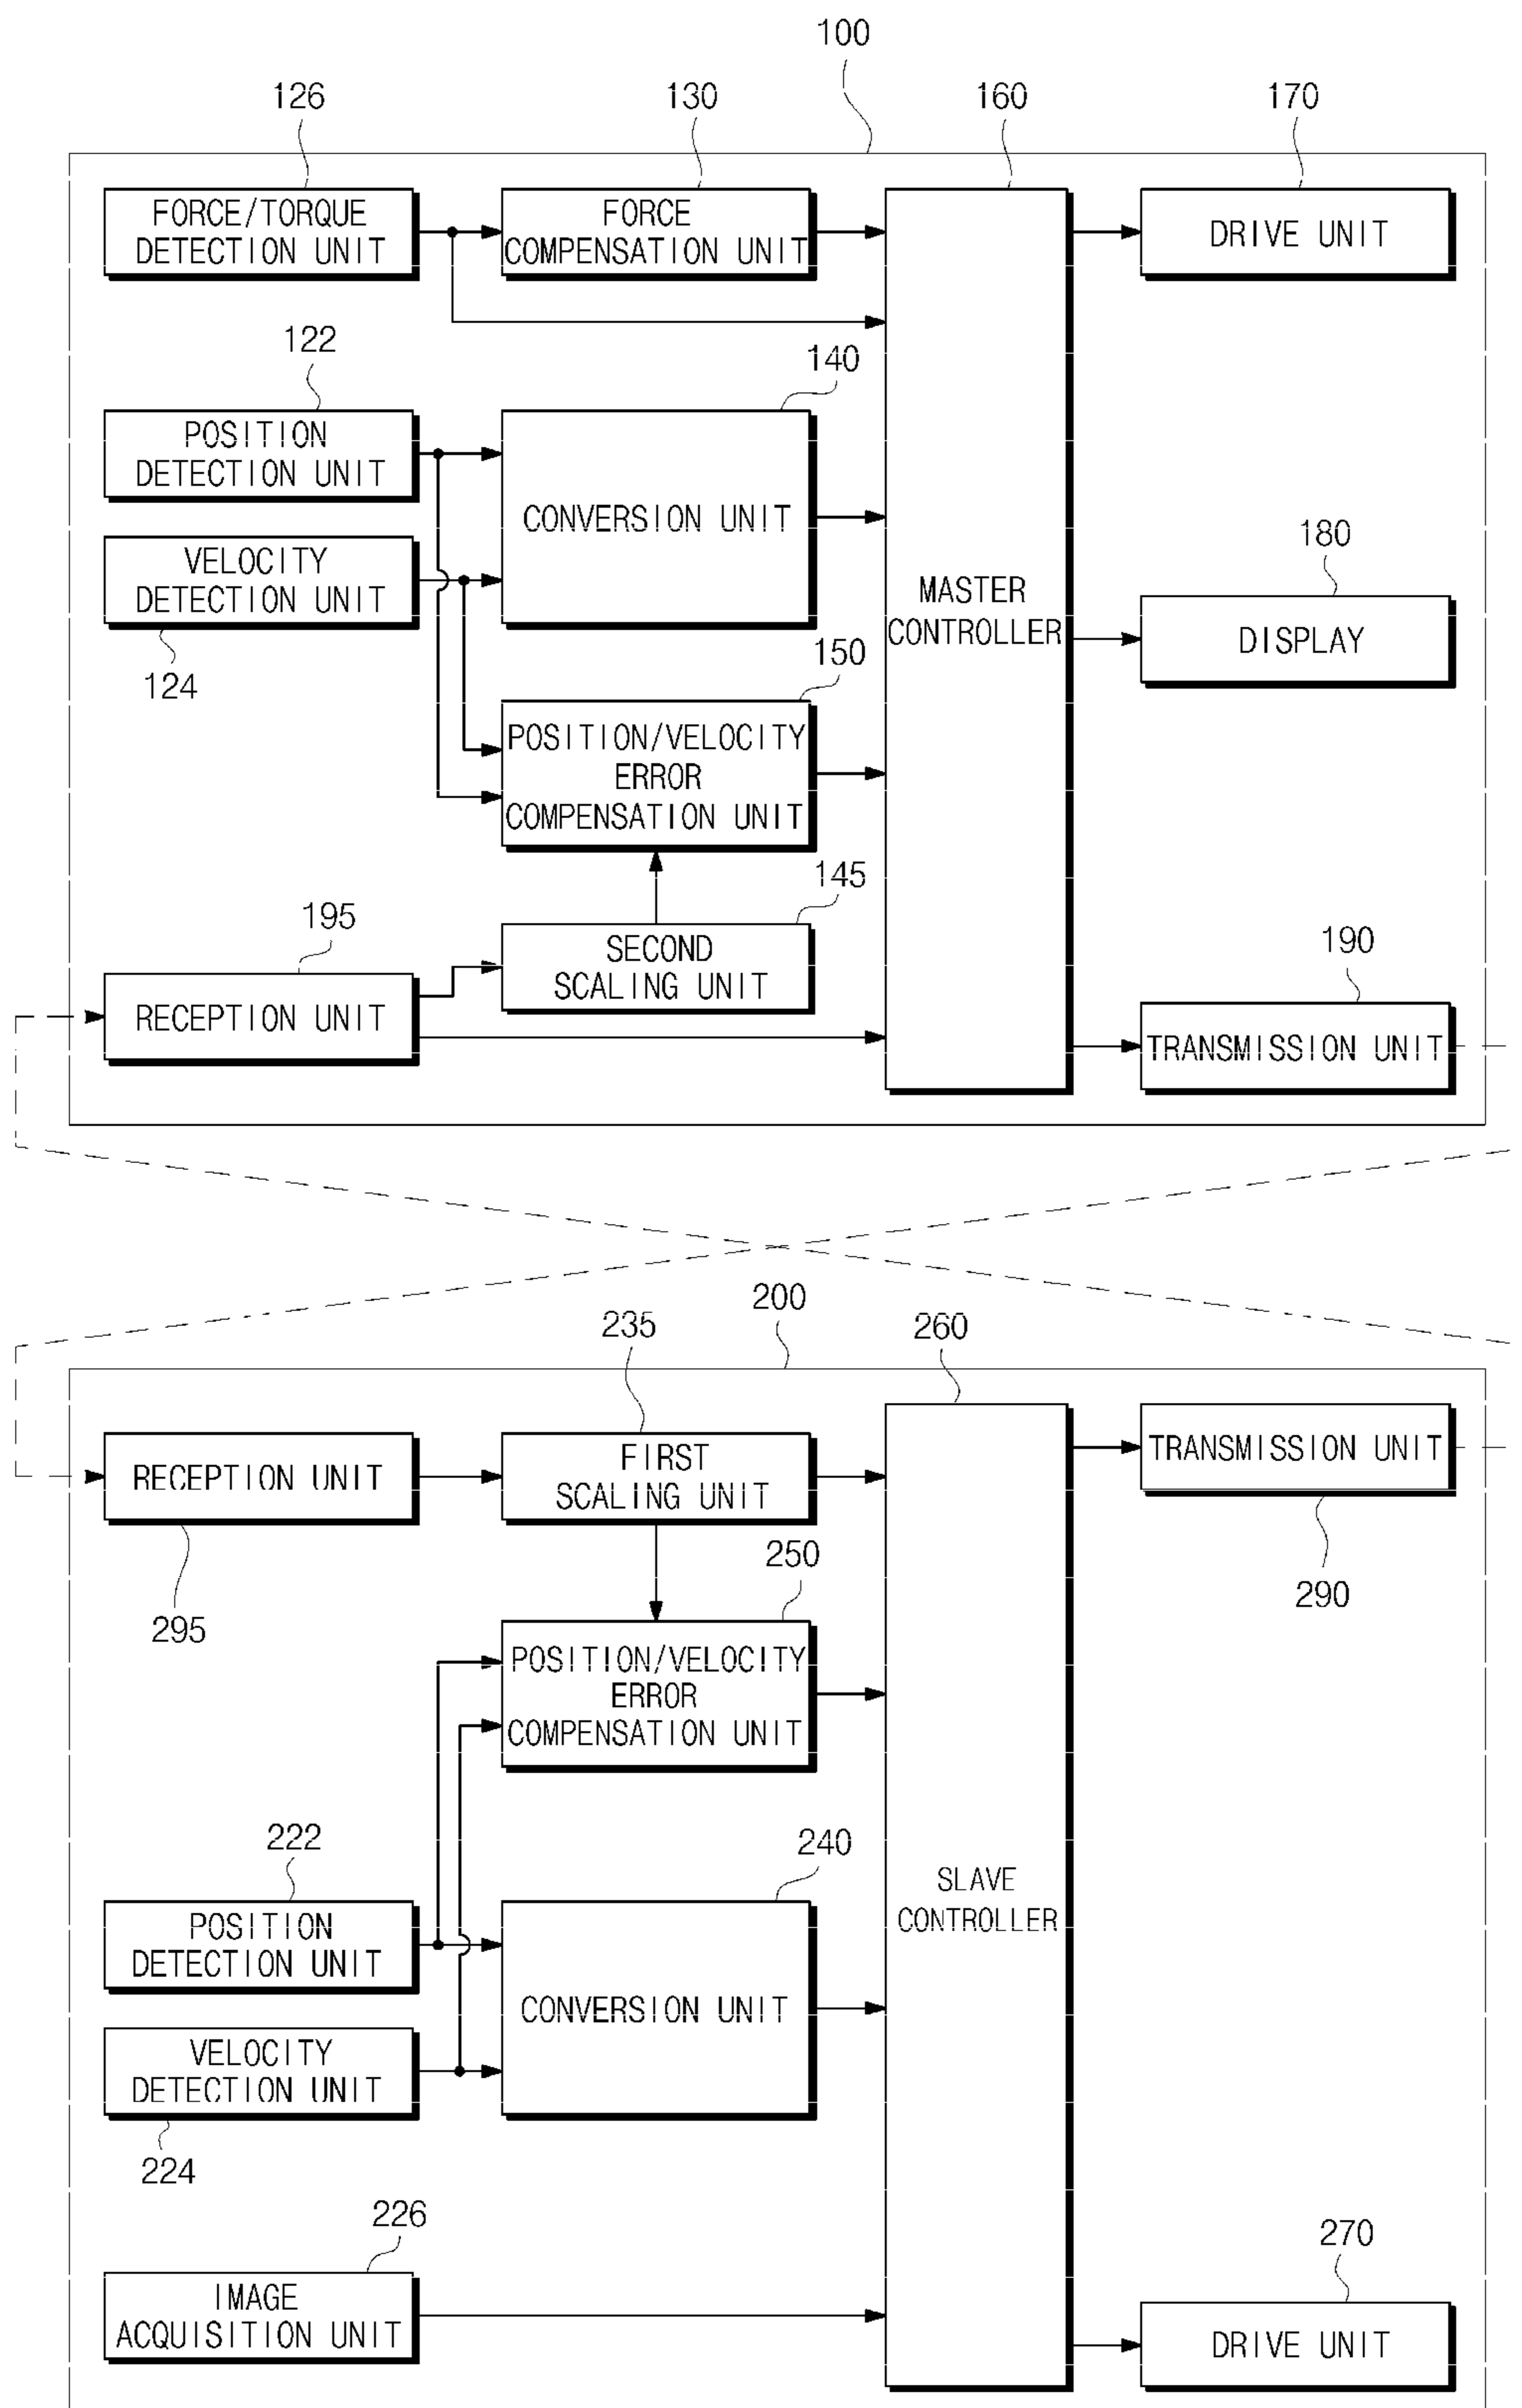 100
126
130
160
170
FORCE/TORQUE
DETECTION UNIT
FORCE
COMPENSATION UNIT
DRIVE UNIT
122
140
POSITION
DETECTION UNIT
CONVERSION UNIT
VELOCITY
DETECTION UNIT
124
MASTER
CONTROLLER
180
DISPLAY
150
POSITION/VELOCITY
ERROR
COMPENSATION UNIT
145
195
SECOND
SCALING UNIT
190
RECEPTION UNIT
TRANSMISSION UNIT
200
235
260
RECEPTION UNIT
FIRST
SCALING UNIT
TRANSMISSION UNIT
295
250
290
POSITION/VELOCITY
ERROR
COMPENSATION UNIT
222
240
POSITION
DETECTION UNIT
SLAVE
CONTROLLER
CONVERSION UNIT
VELOCITY
DETECTION UNIT
224
226
270
IMAGE
ACQUISITION UNIT
DRIVE UNIT